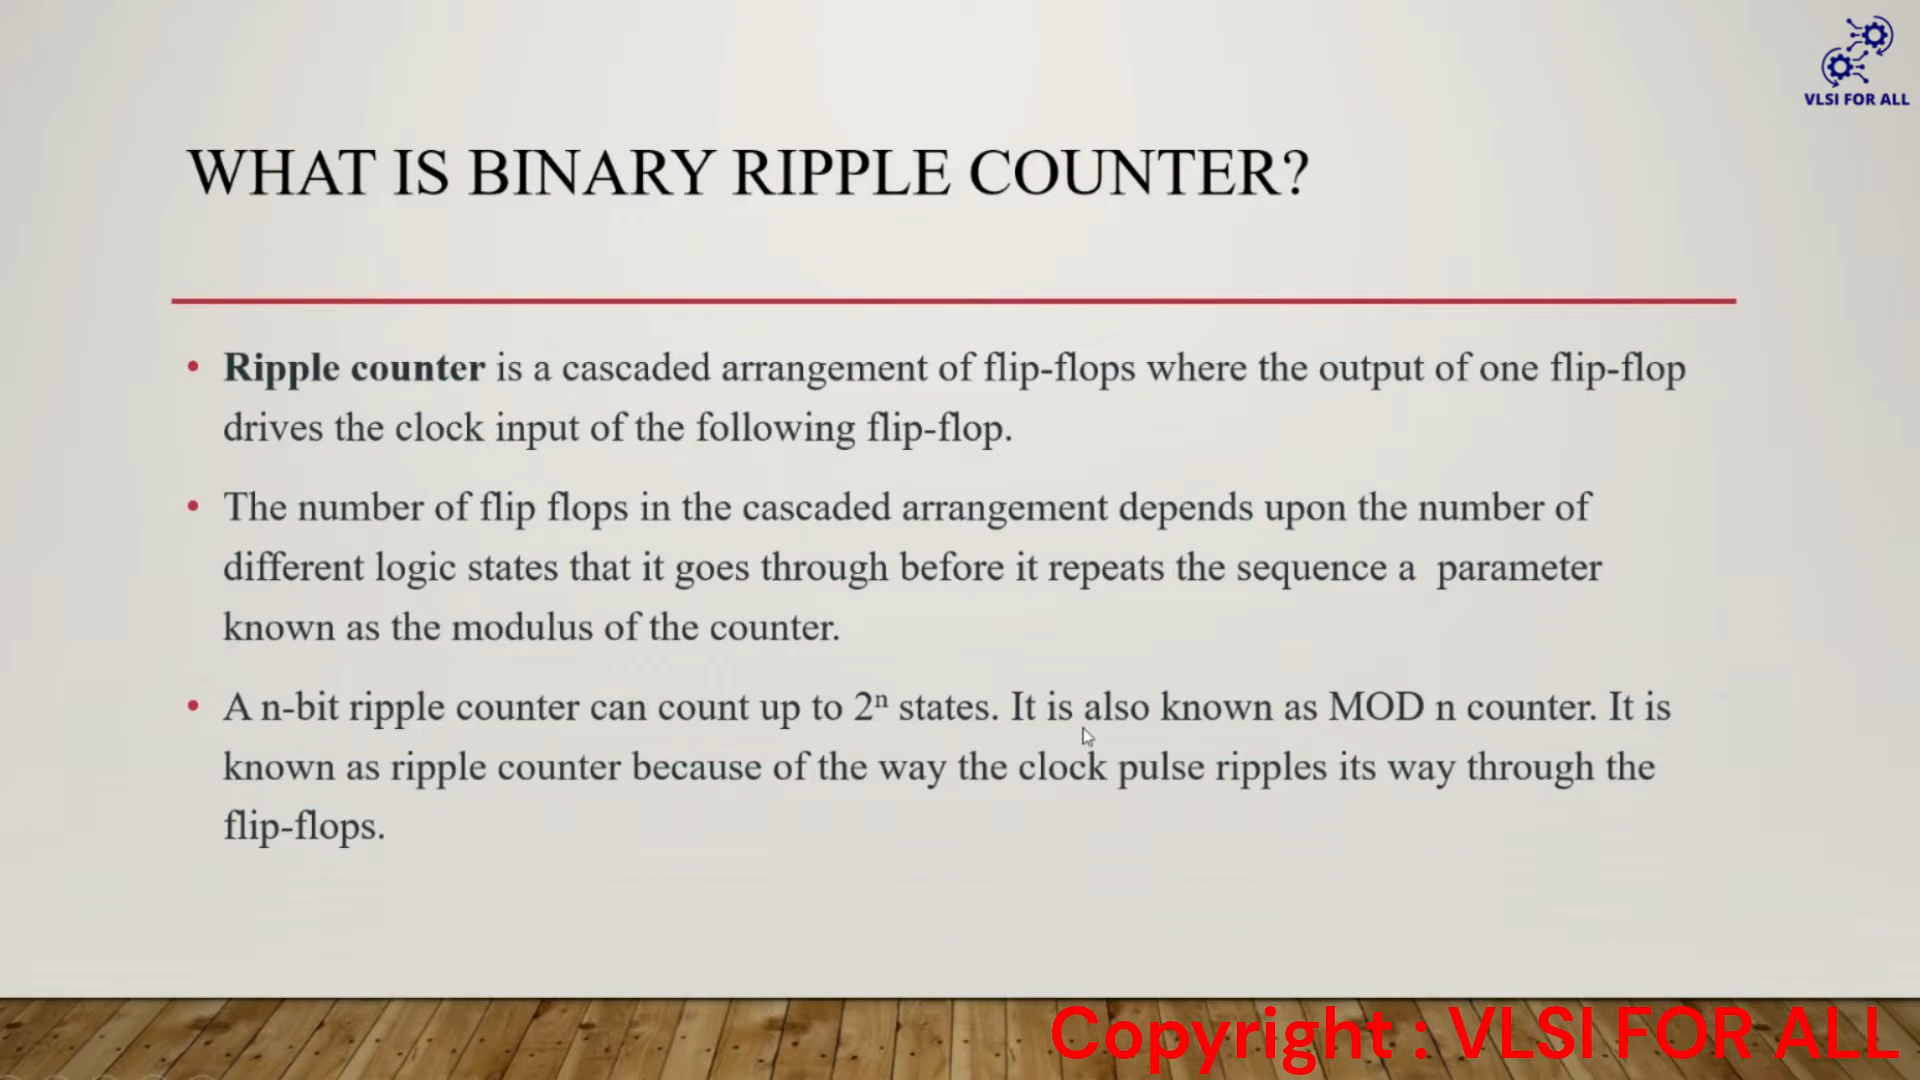 VLSI FOR ALL
WHAT IS BINARY RIPPLE COUNTER?
• Ripple counter is a cascaded arrangement of flip-flops where the output of one flip-flop
drives the clock input of the following flip-flop.
• The number of flip flops in the cascaded arrangement depends upon the number of
different logic states that it goes through before it repeats the sequence a  parameter
known as the modulus of the counter.
• A n-bit ripple counter can count up to 2ⁿ states. It is also known as MOD n counter. It is
known as ripple counter because of the way the clock pulse ripples its way through the
flip-flops.
Copyright : VLSI FOR ALL